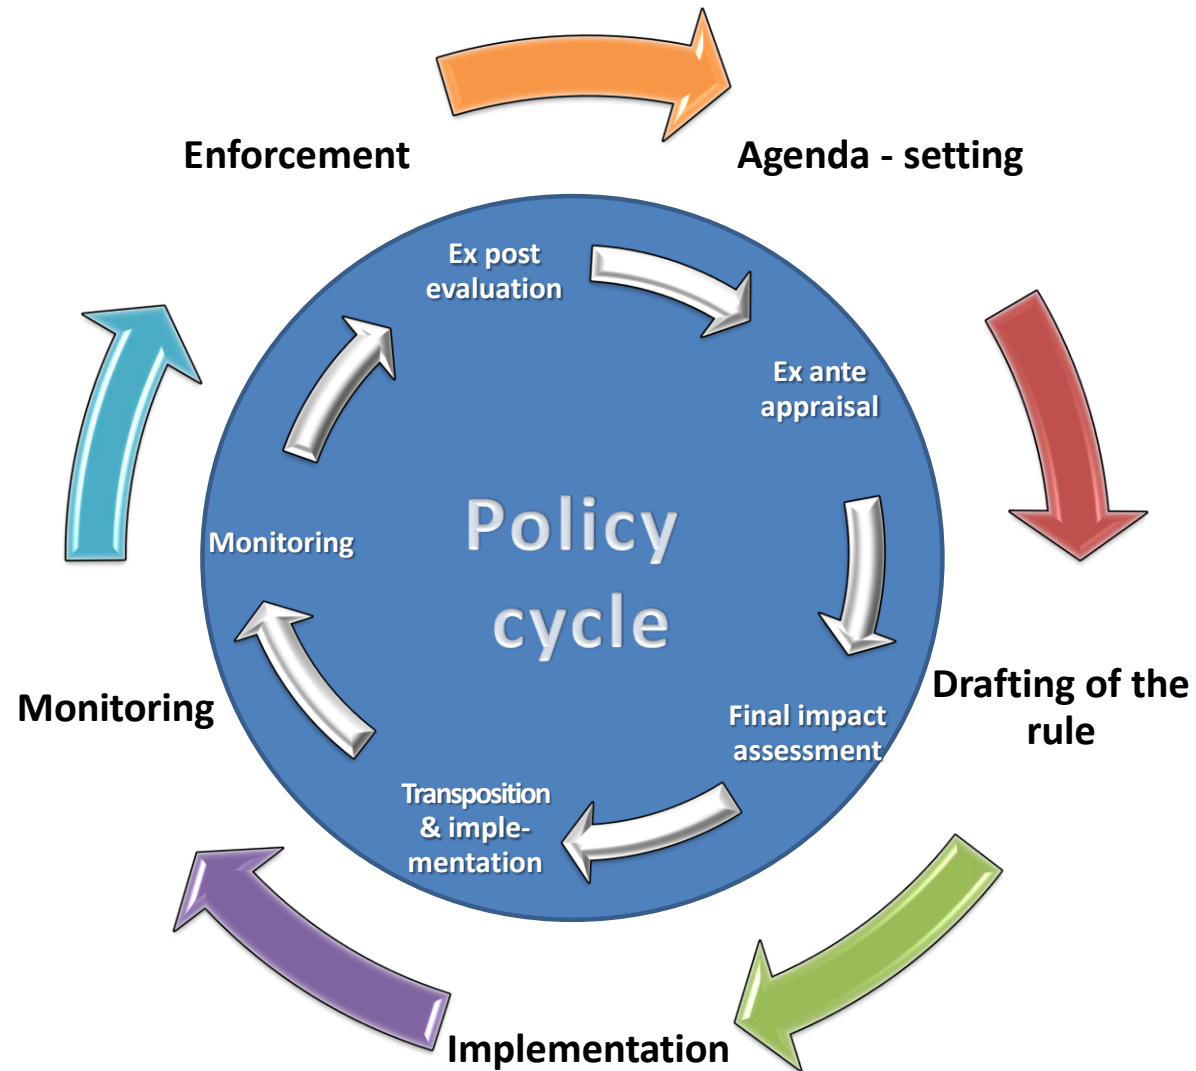 Enforcement
Agenda - setting
Ex post
evaluation
Ex ante
appraisal
Policy
cycle
Monitoring
Monitoring
Drafting of the
rule
Final impact
assessment
Transposition
& imple-
mentation
Implementation